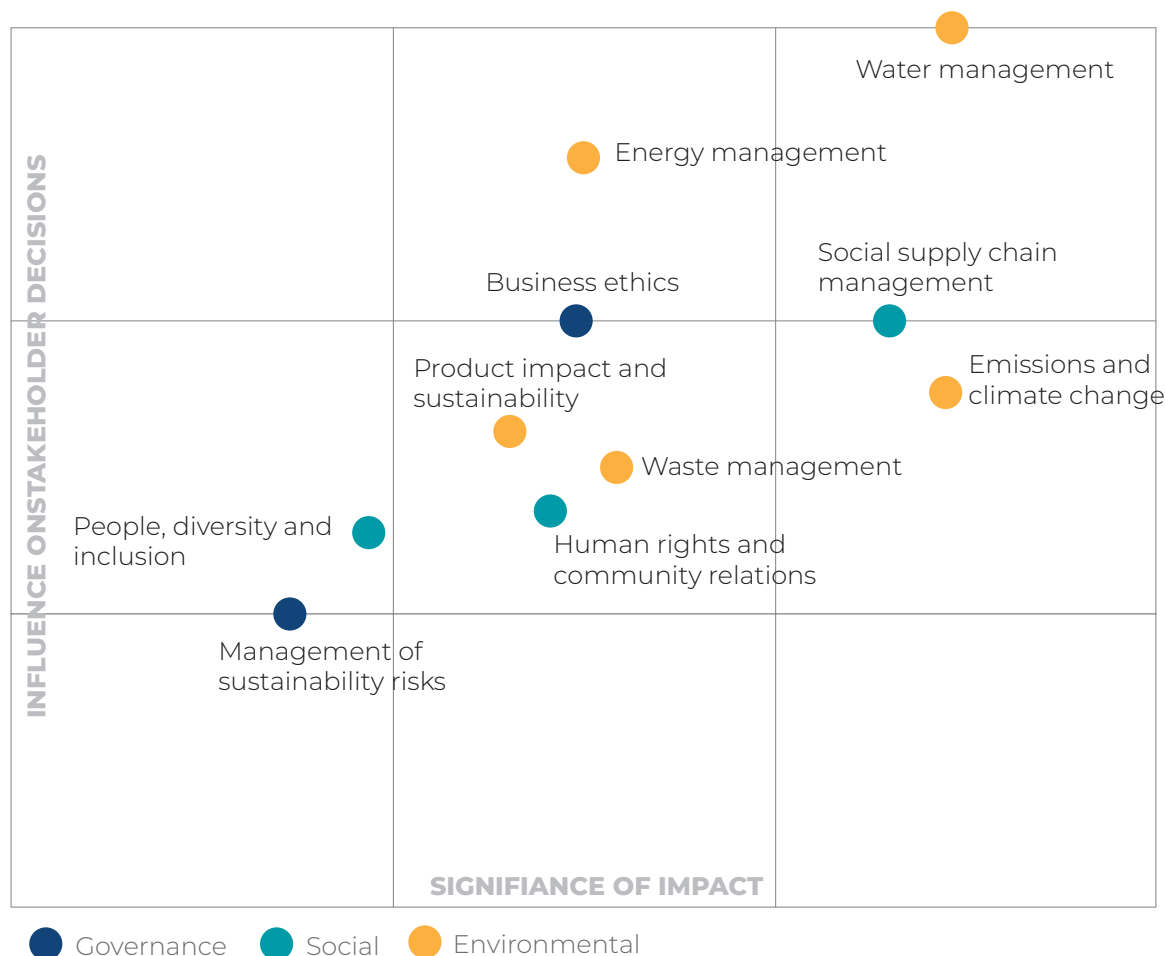 Water management
Energy management
Social supply chain
management
Business ethics
Emissions and
climate change
Product impact and
sustainability
Waste management
People, diversity and
inclusion
Human rights and
community relations
Management of
sustainability risks
INFLUENCE ONSTAKEHOLDER DECISIONS
SIGNIFIANCE OF IMPACT
Governance
Social
Environmental